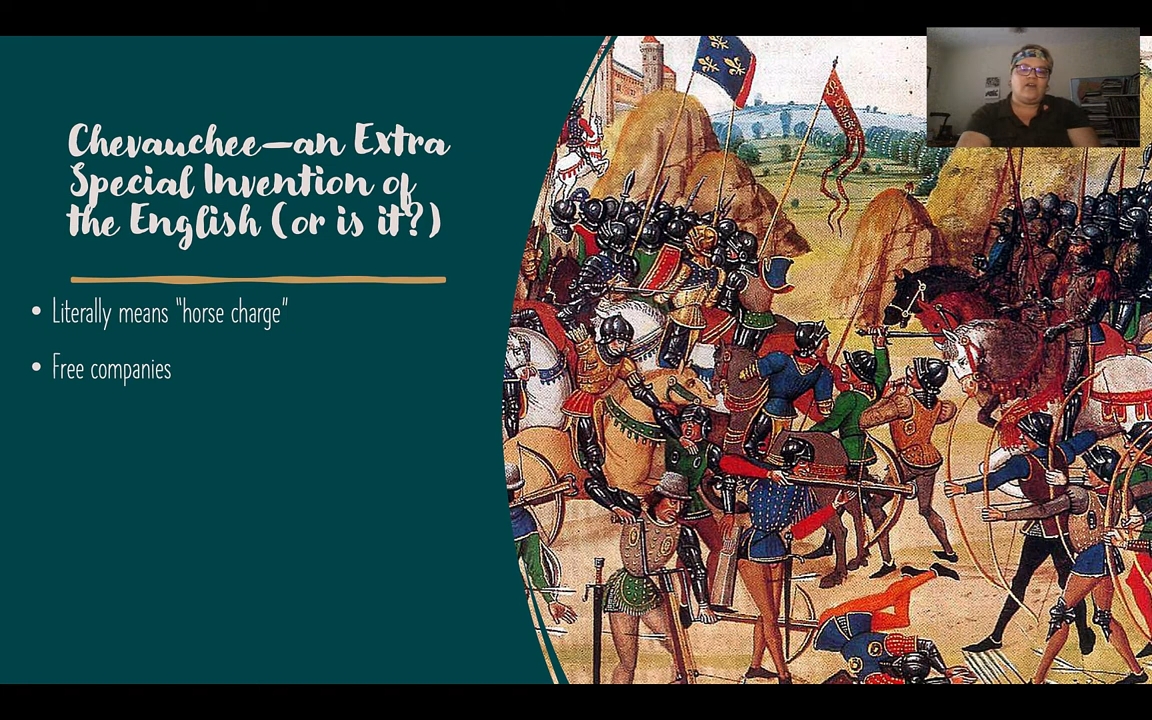 Chevauchee—an Extra
Special Invention of
the English (or is it?)
• Literally means "horse charge"
• Free companies